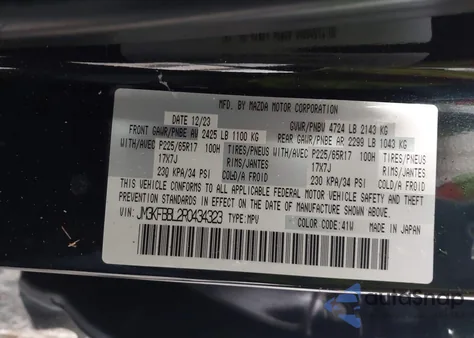 MFD. BY MAZDA MOTOR CORPORATION
DATE 12/23 GVWR/PNBV 4724 LB 2143 KG
FRONT GAWR/PNBE AV 2425 LB 1100 KG REAR GAWR/PNBE AR 2299 LB 1043 KG
WITH/AVEC P225/65R17 100H TIRES/PNEUS WITH/AVEC P225/65R17 100H TIRES/PNEUS
17X7J RIMS/JANTES 17X7J RIMS/JANTES
230 KPA/34 PSI COLD/A FROID 230 KPA/34 PSI COLD/A FROID
THIS VEHICLE CONFORMS TO ALL APPLICABLE FEDERAL MOTOR VEHICLE SAFETY AND THEFT
PREVENTION STANDARDS IN EFFECT ON THE DATE OF MANUFACTURE SHOWN ABOVE.
VIN: JM3KFBBL2R0434323 TYPE: MPV COLOR CODE: 41W
MADE IN JAPAN
autosnap